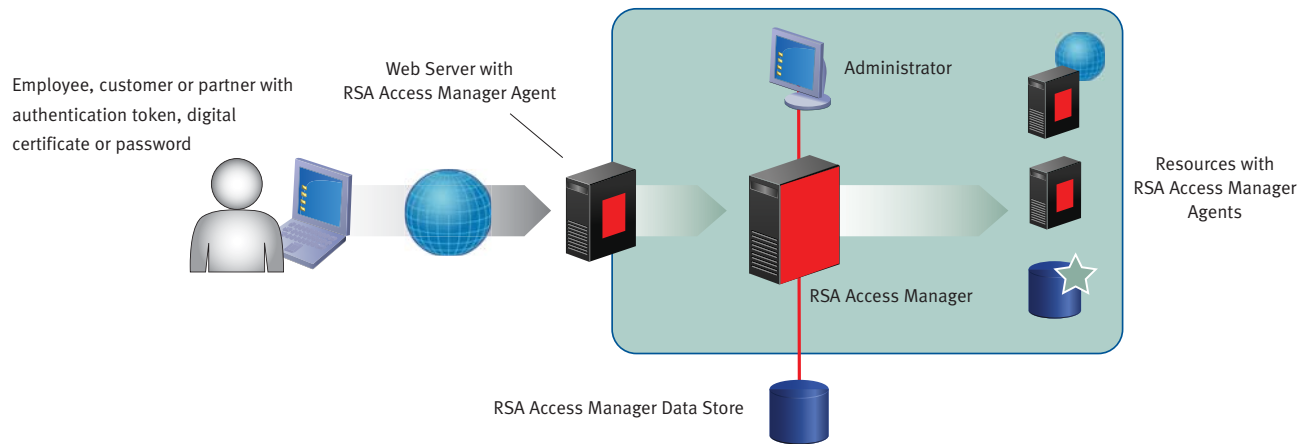 Employee, customer or partner with
authentication token, digital
certificate or password
Web Server with
RSA Access Manager Agent
Administrator
Resources with
RSA Access Manager
Agents
RSA Access Manager
RSA Access Manager Data Store